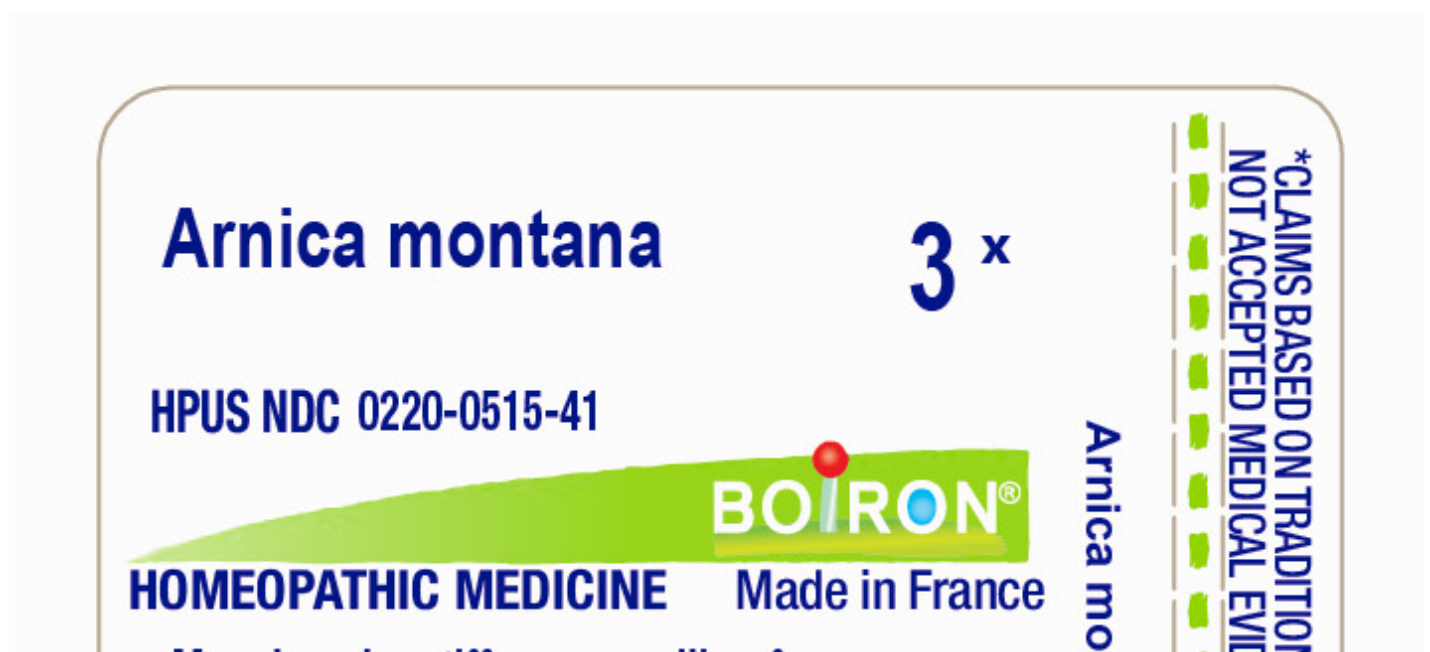 Arnica montana 3 x
HPUS NDC 0220-0515-41
BOIRON®
HOMEOPATHIC MEDICINE Made in France
Arnica mo
*CLAIMS BASED ON TRADITION
NOT ACCEPTED MEDICAL EVID